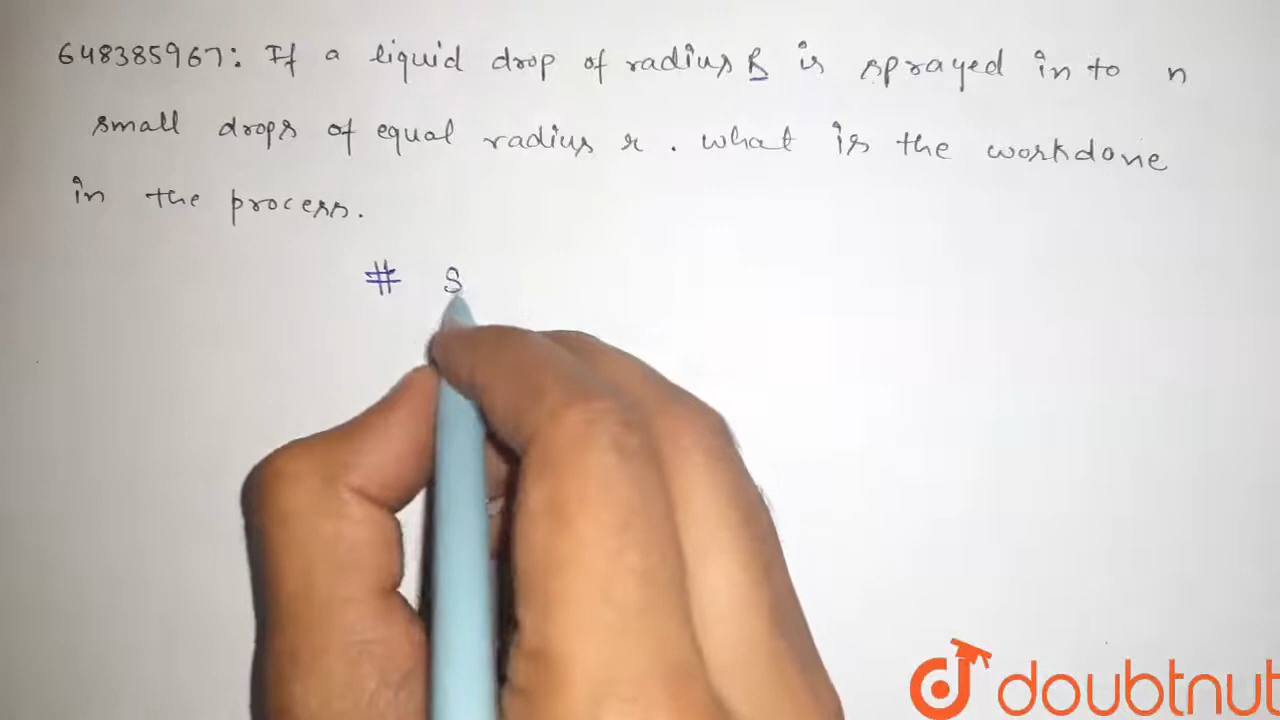 648385967: If a liquid drop of radius R is sprayed in to n
small drops of equal radius r. what is the workdone
in the process.
# S
doubtnut